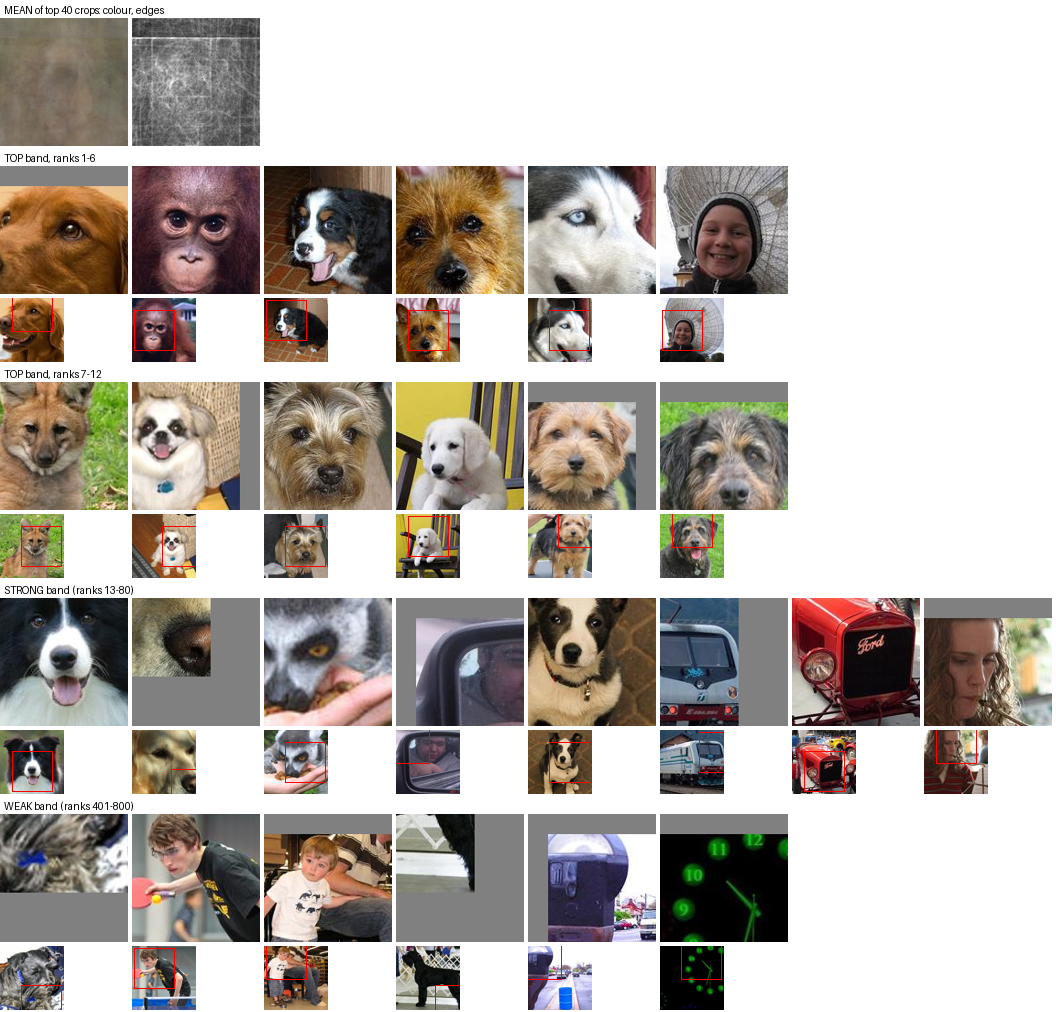 MEAN of top 40 crops: colour, edges
TOP band, ranks 1-6
TOP band, ranks 7-12
STRONG band (ranks 13-80)
Ford
WEAK band (ranks 401-800)
11
12
10
9